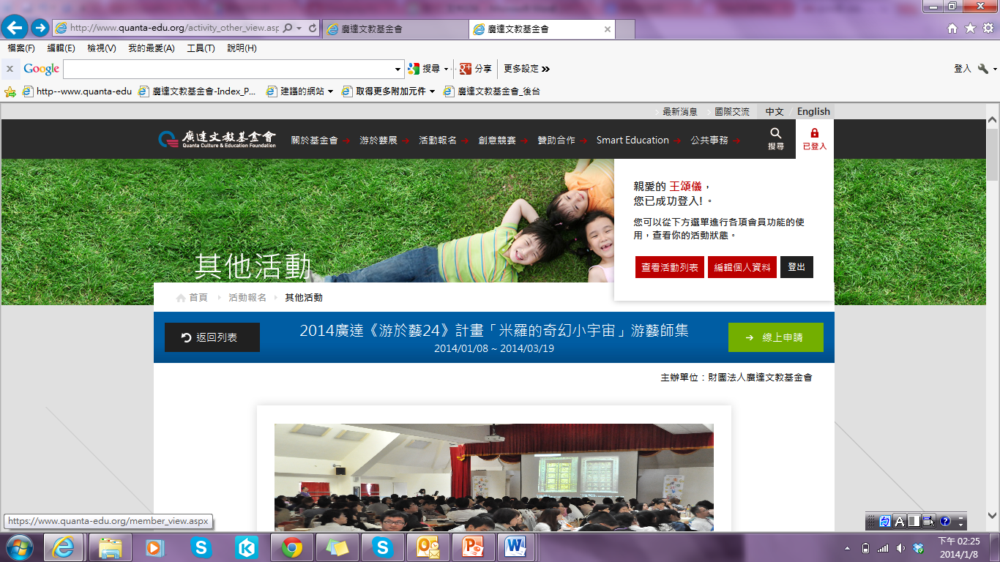 http://www.quanta-edu.org/activity_other_view.asp
廣達文教基金會
廣達文教基金會
檔案(F) 編輯(E) 檢視(V) 我的最愛(A) 工具(T) 說明(H)
x Google 搜尋 分享 更多設定 » 登入
http--www.quanta-edu 廣達文教基金會-Index_P... 建議的網站 取得更多附加元件 廣達文教基金會_後台
最新消息 國際交流 中文 / English
廣達文教基金會
Quanta Culture & Education Foundation
關於基金會 游於藝展 活動報名 創意競賽 贊助合作 Smart Education 公共事務
搜尋 已登入
親愛的 王頌儀，
您已成功登入! 。
您可以從下方選單進行各項會員功能的使
用，查看你的活動狀態。
查看活動列表 編輯個人資料 登出
其他活動
首頁 活動報名 其他活動
返回列表
2014廣達《游於藝24》計畫「米羅的奇幻小宇宙」游藝師集
2014/01/08 ~ 2014/03/19
線上申請
主辦單位：財團法人廣達文教基金會
https://www.quanta-edu.org/member_view.aspx
下午 02:25
2014/1/8